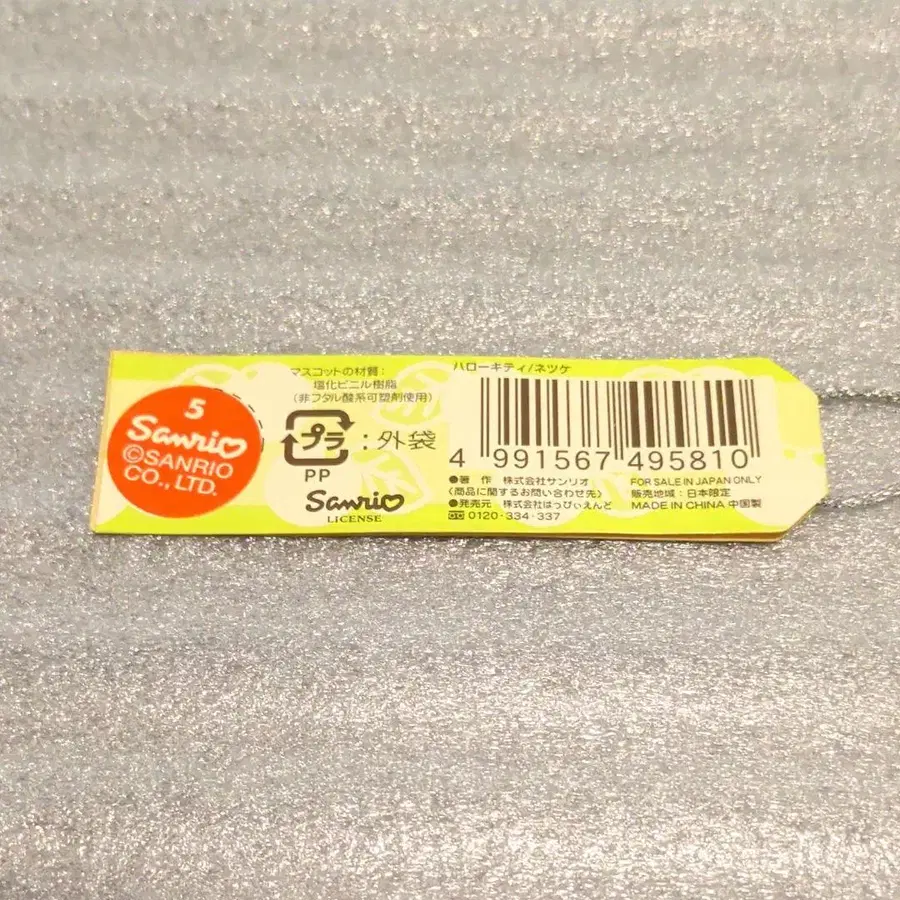 5
Sanrio
©SANRIO
CO., LTD.
マスコットの材質:
塩化ビニル樹脂
(非フタル酸系可塑剤使用)
プラ
:外袋
PP
Sanrio
LICENSE
ハローキティ/ネツケ
4 991567 495810
●著 作 株式会社サンリオ
〈商品に関するお問い合わせ先〉
●発売元 株式会社はっぴぃえんど
0120-334-337
FOR SALE IN JAPAN ONLY
販売地域:日本限定
MADE IN CHINA 中国製